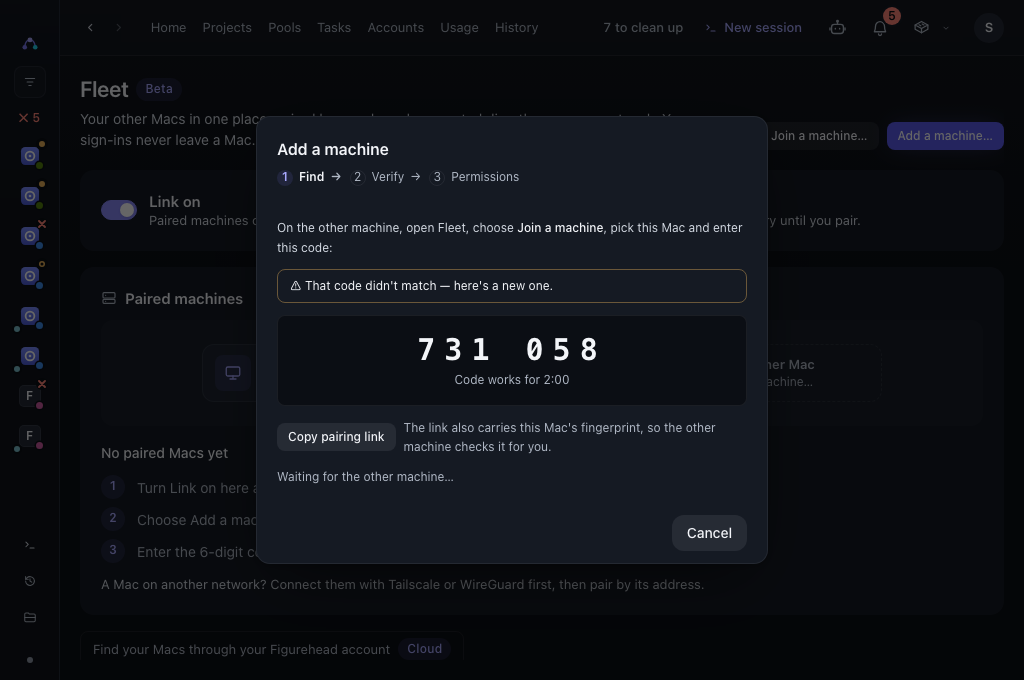 Home Projects Pools Tasks Accounts Usage History 7 to clean up New session 5 S
Fleet Beta
5
Your other Macs in one place
sign-ins never leave a Mac.
Join a machine… Add a machine…
Link on
Paired machines
until you pair.
Paired machines
Mac
F
F
No paired Macs yet
1 Turn Link on here
2 Choose Add a
3 Enter the 6-digit
A Mac on another network? Connect them with Tailscale or WireGuard first, then pair by its address.
Find your Macs through your Figurehead account Cloud
Add a machine
1 Find → 2 Verify → 3 Permissions
On the other machine, open Fleet, choose Join a machine, pick this Mac and enter
this code:
⚠ That code didn't match — here's a new one.
731 058
Code works for 2:00
Copy pairing link
The link also carries this Mac's fingerprint, so the other
machine checks it for you.
Waiting for the other machine…
Cancel